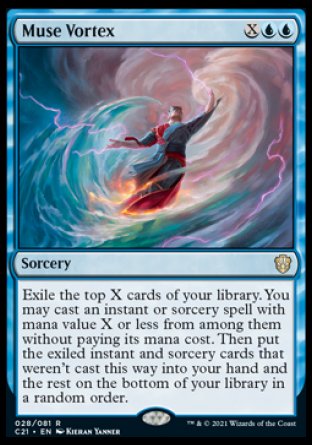 Muse Vortex X
Sorcery
Exile the top X cards of your library. You
may cast an instant or sorcery spell with
mana value X or less from among them
without paying its mana cost. Then put
the exiled instant and sorcery cards that
weren't cast this way into your hand and
the rest on the bottom of your library in
a random order.
028/081 R
C21 • EN Kieran Tanner
™ & © 2021 Wizards of the Coast